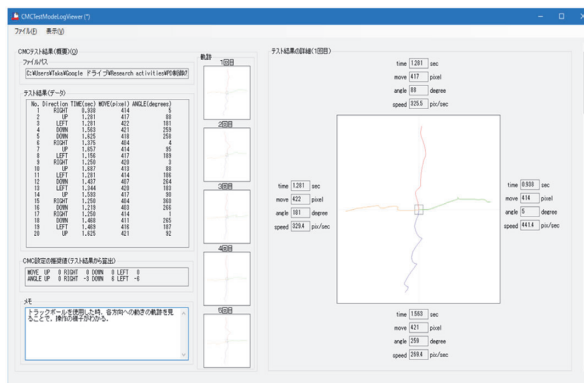 CMCTestModeLogViewer (*)
ファイル(F) 表示(V)
CMCテスト結果(概要)(Q)
ファイルパス
C:¥Users¥Taka¥Google ドライブ¥Research activities¥
テスト結果(データ)
No. Direction TIME(sec) MOVE(pixel) ANGLE(degrees)
1 RIGHT 0.938 414 5
2 UP 1.281 417 88
3 LEFT 1.281 422 181
4 DOWN 1.563 421 259
5 DOWN 1.625 418 258
6 RIGHT 1.375 404 4
7 UP 1.657 414 95
8 LEFT 1.156 417 189
9 RIGHT 1.250 420 3
10 UP 1.687 413 98
11 LEFT 1.281 414 186
12 DOWN 1.437 407 264
13 LEFT 1.344 420 183
14 UP 1.593 417 90
15 RIGHT 1.250 404 360
16 DOWN 1.219 403 266
17 RIGHT 1.250 414 1
18 DOWN 1.468 411 265
19 LEFT 1.469 416 187
20 UP 1.625 421 92
CMC設定の推奨値(テスト結果から算出)
MOVE UP 0 RIGHT 0 DOWN 0 LEFT 0
ANGLE UP 0 RIGHT -3 DOWN 6 LEFT -6
メモ
トラックボールを使用した時、各方向への動きの軌跡を見
ることで、操作の様子がわかる。
軌跡
1回目
2回目
3回目
4回目
5回目
テスト結果の詳細(1回目)
time 1.281 sec
move 417 pixel
angle 88 degree
speed 325.5 pix/sec
time 1.281 sec
move 422 pixel
angle 181 degree
speed 329.4 pix/sec
time 0.938 sec
move 414 pixel
angle 5 degree
speed 441.4 pix/sec
time 1.563 sec
move 421 pixel
angle 259 degree
speed 269.4 pix/sec